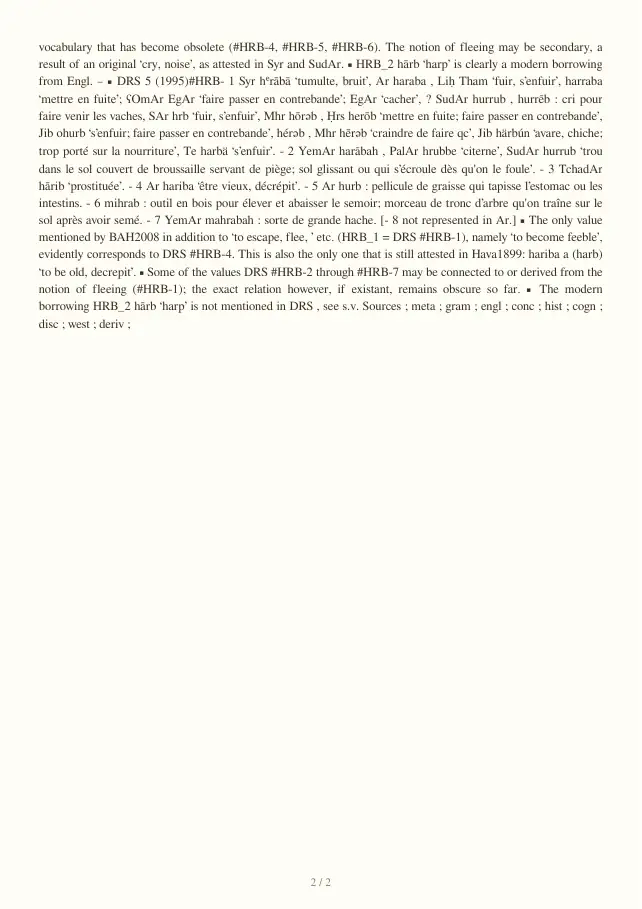 vocabulary that has become obsolete (#HRB-4, #HRB-5, #HRB-6). The notion of fleeing may be secondary, a
result of an original ‘cry, noise’, as attested in Syr and SudAr. ▪ HRB_2 hārb ‘harp’ is clearly a modern borrowing
from Engl. – ▪ DRS 5 (1995)#HRB- 1 Syr hᵉrābā ‘tumulte, bruit’, Ar haraba , Liḥ Tham ‘fuir, s’enfuir’, harraba
‘mettre en fuite’; ʕOmAr EgAr ‘faire passer en contrebande’; EgAr ‘cacher’, ? SudAr hurrub , hurrēb : cri pour
faire venir les vaches, SAr hrb ‘fuir, s’enfuir’, Mhr hōrəb , Ḥrs herōb ‘mettre en fuite; faire passer en contrebande’,
Jib ohurb ‘s’enfuir; faire passer en contrebande’, hérəb , Mhr hērəb ‘craindre de faire qc’, Jib härbún ‘avare, chiche;
trop porté sur la nourriture’, Te harbä ‘s’enfuir’. - 2 YemAr harābah , PalAr hrubbe ‘citerne’, SudAr hurrub ‘trou
dans le sol couvert de broussaille servant de piège; sol glissant ou qui s’écroule dès qu’on le foule’. - 3 TchadAr
hārib ‘prostituée’. - 4 Ar hariba ‘être vieux, décrépit’. - 5 Ar hurb : pellicule de graisse qui tapisse l’estomac ou les
intestins. - 6 mihrab : outil en bois pour élever et abaisser le semoir; morceau de tronc d’arbre qu’on traîne sur le
sol après avoir semé. - 7 YemAr mahrabah : sorte de grande hache. [- 8 not represented in Ar.] ▪ The only value
mentioned by BAH2008 in addition to ‘to escape, flee, ’ etc. (HRB_1 = DRS #HRB-1), namely ‘to become feeble’,
evidently corresponds to DRS #HRB-4. This is also the only one that is still attested in Hava1899: hariba a (harb)
‘to be old, decrepit’. ▪ Some of the values DRS #HRB-2 through #HRB-7 may be connected to or derived from the
notion of fleeing (#HRB-1); the exact relation however, if existant, remains obscure so far. ▪ The modern
borrowing HRB_2 hārb ‘harp’ is not mentioned in DRS , see s.v. Sources ; meta ; gram ; engl ; conc ; hist ; cogn ;
disc ; west ; deriv ;
2 / 2